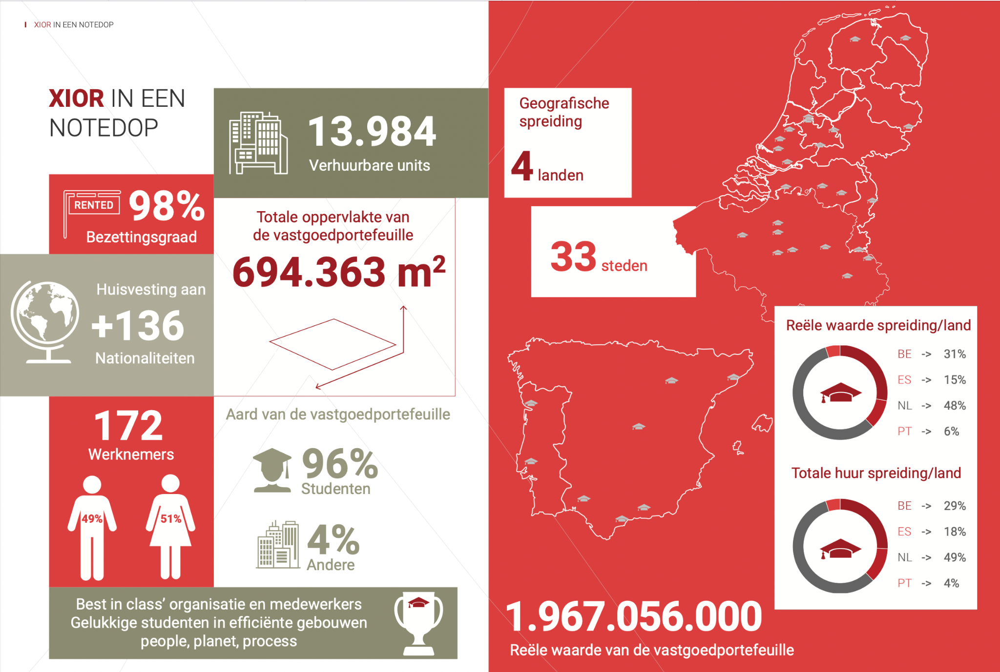 XIOR IN EEN NOTEDOP
XIOR IN EEN
NOTEDOP
13.984
Verhuurbare units
RENTED
98%
Bezettingsgraad
Totale oppervlakte van
de vastgoedportefeuille
694.363 m²
Huisvesting aan
+136
Nationaliteiten
172
Werknemers
49%
51%
Aard van de vastgoedportefeuille
96%
Studenten
4%
Andere
Best in class’ organisatie en medewerkers
Gelukkige studenten in efficiënte gebouwen
people, planet, process
Geografische
spreiding
4 landen
33 steden
Reële waarde spreiding/land
BE -> 31%
ES -> 15%
NL -> 48%
PT -> 6%
Totale huur spreiding/land
BE -> 29%
ES -> 18%
NL -> 49%
PT -> 4%
1.967.056.000
Reële waarde van de vastgoedportefeuille